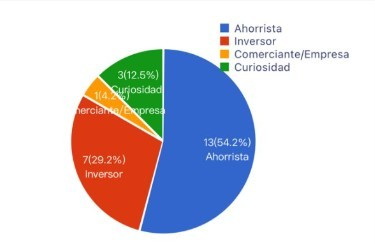 Ahorrista
Inversor
Comerciante/Empresa
Curiosidad
3(12.5%)
Curiosidad
1(4.2%)
merciante/Empresa
13(54.2%)
Ahorrista
7(29.2%)
Inversor